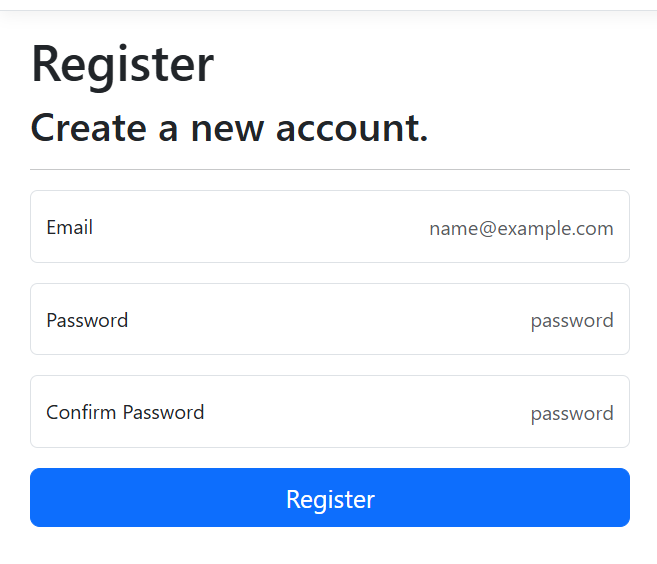 Register
Create a new account.
Email name@example.com
Password password
Confirm Password password
Register